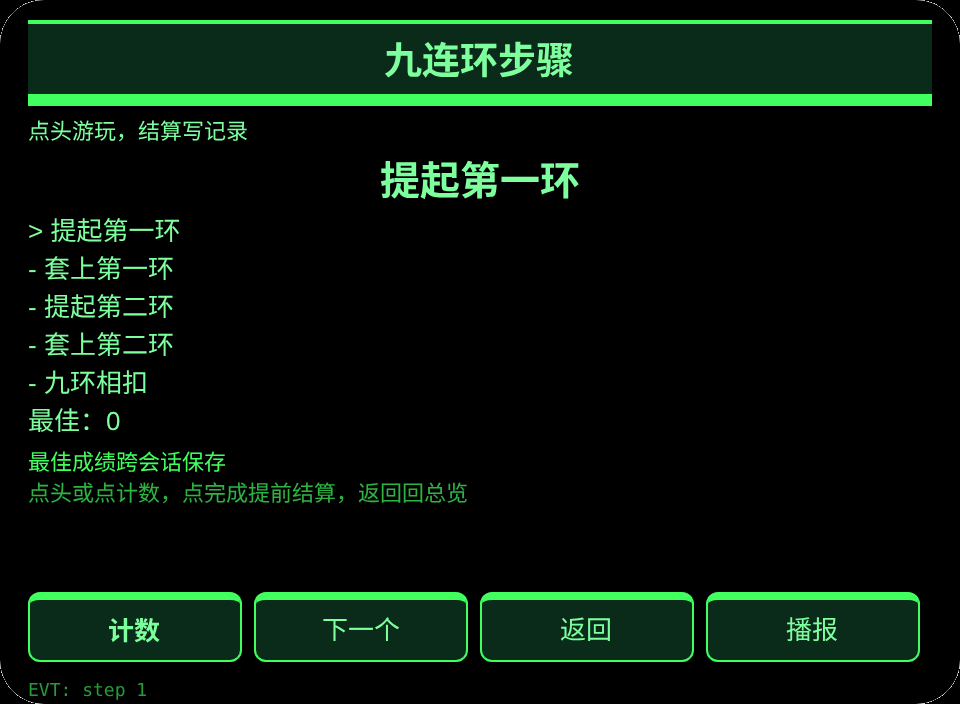 九连环步骤
点头游玩，结算写记录
提起第一环
> 提起第一环
- 套上第一环
- 提起第二环
- 套上第二环
- 九环相扣
最佳：0
最佳成绩跨会话保存
点头或点计数，点完成提前结算，返回回总览
计数
下一个
返回
播报
EVT: step 1